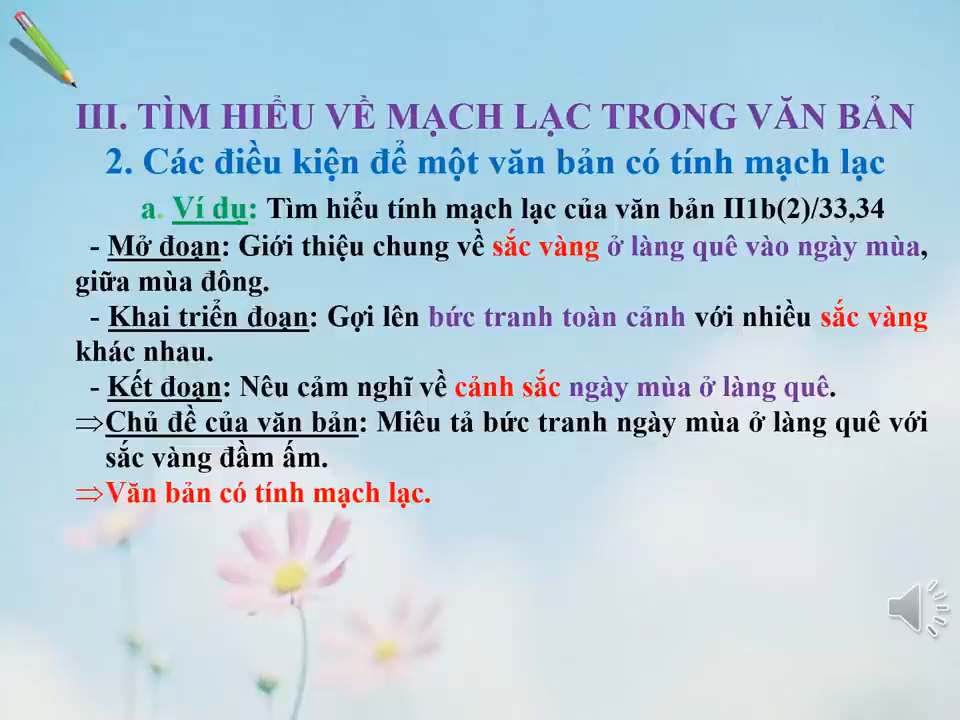 III. TÌM HIỂU VỀ MẠCH LẠC TRONG VĂN BẢN
2. Các điều kiện để một văn bản có tính mạch lạc
a. Ví dụ: Tìm hiểu tính mạch lạc của văn bản II1b(2)/33,34
- Mở đoạn: Giới thiệu chung về sắc vàng ở làng quê vào ngày mùa,
giữa mùa đông.
- Khai triển đoạn: Gợi lên bức tranh toàn cảnh với nhiều sắc vàng
khác nhau.
- Kết đoạn: Nêu cảm nghĩ về cảnh sắc ngày mùa ở làng quê.
⇒Chủ đề của văn bản: Miêu tả bức tranh ngày mùa ở làng quê với
sắc vàng đầm ấm.
⇒Văn bản có tính mạch lạc.